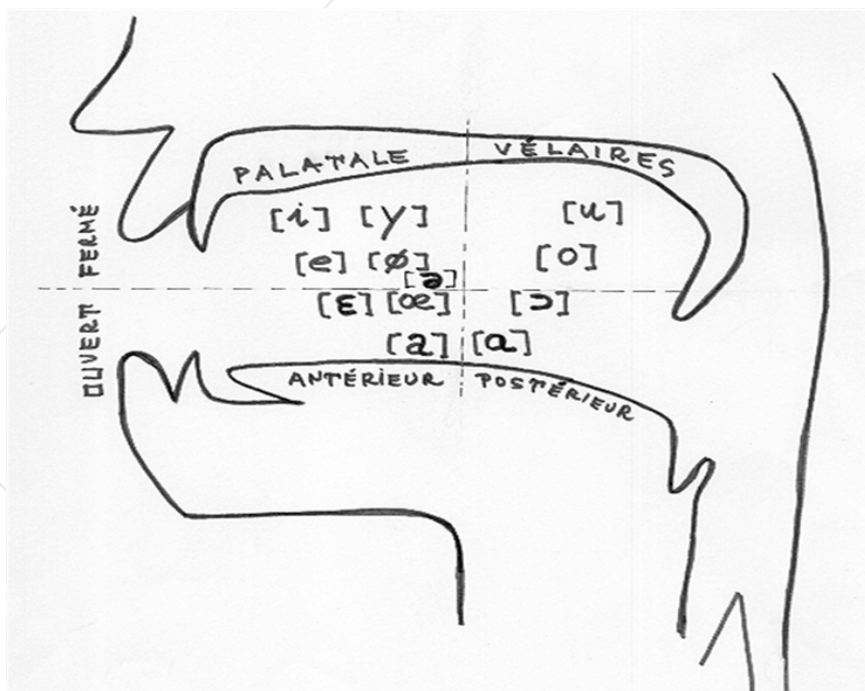 PALATALE VÉLAIRES
OUVERT FERMÉ
[i] [y] [u]
[e] [ø] [o]
[ə]
[ɛ] [œ] [ɔ]
[a] [ɑ]
ANTÉRIEUR POSTÉRIEUR